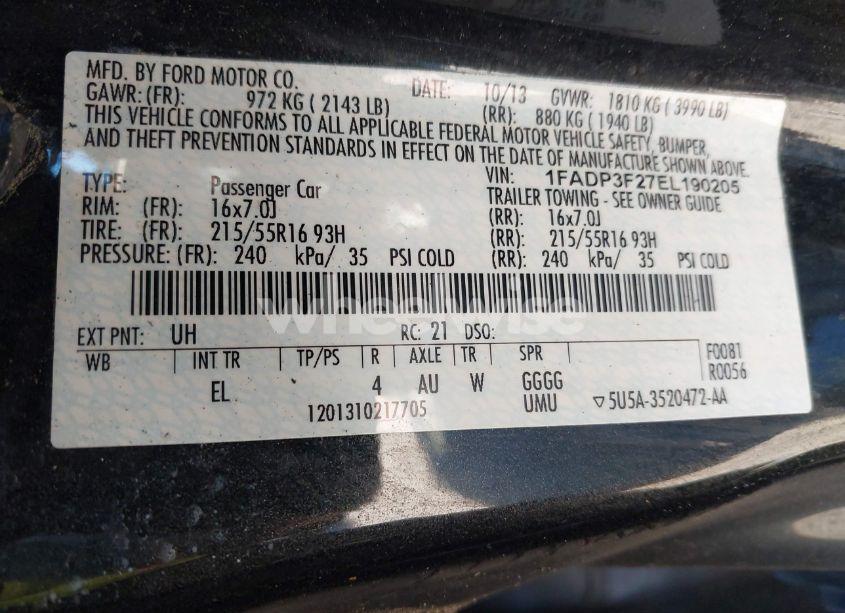 MFD. BY FORD MOTOR CO. DATE: 10/13 GVWR: 1810 KG ( 3990 LB)
GAWR: (FR): 972 KG ( 2143 LB) (RR): 880 KG ( 1940 LB)
THIS VEHICLE CONFORMS TO ALL APPLICABLE FEDERAL MOTOR VEHICLE SAFETY, BUMPER,
AND THEFT PREVENTION STANDARDS IN EFFECT ON THE DATE OF MANUFACTURE SHOWN ABOVE.
VIN: 1FADP3F27EL190205
TYPE: Passenger Car TRAILER TOWING - SEE OWNER GUIDE
RIM: (FR): 16x7.0J (RR): 16x7.0J
TIRE: (FR): 215/55R16 93H (RR): 215/55R16 93H
PRESSURE: (FR): 240 kPa/ 35 PSI COLD (RR): 240 kPa/ 35 PSI COLD
wheelwise
EXT PNT: UH RC: 21 DSO:
WB INT TR TP/PS R AXLE TR SPR F0081
R0056
EL 4 AU W GGGG
UMU
1201310217705 ▽5U5A-3520472-AA